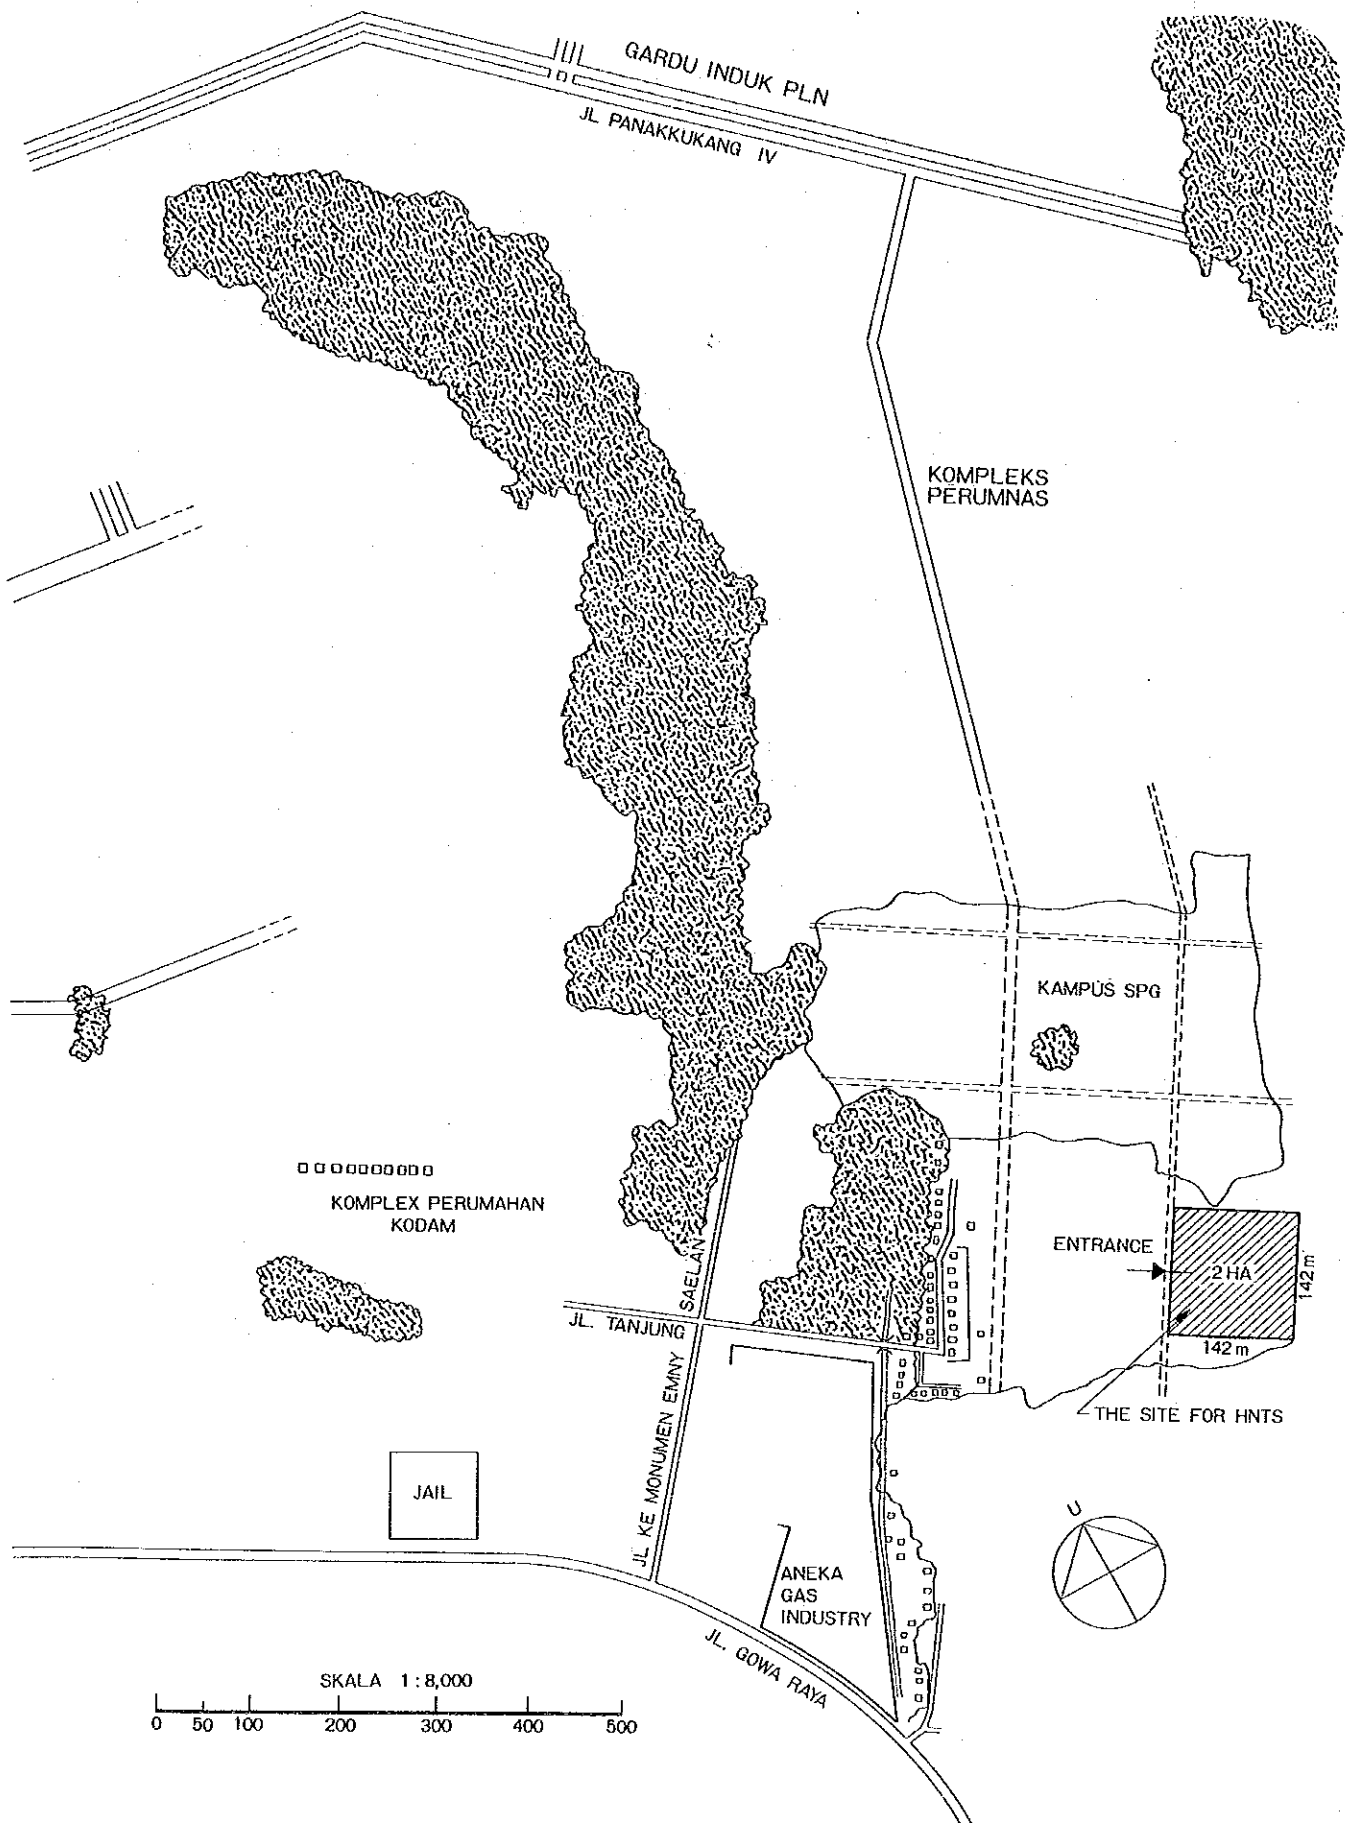 GARDU INDUK PLN
JL PANAKKUKANG IV
KOMPLEKS
PERUMNAS
KAMPUS SPG
KOMPLEX PERUMAHAN
KODAM
ENTRANCE
2 HA
142 m
142 m
JL. TANJUNG
JL KE MONUMEN EMNY SAELAN
THE SITE FOR HNTS
JAIL
U
ANEKA
GAS
INDUSTRY
JL. GOWA RAYA
SKALA 1 : 8,000
0 50 100 200 300 400 500